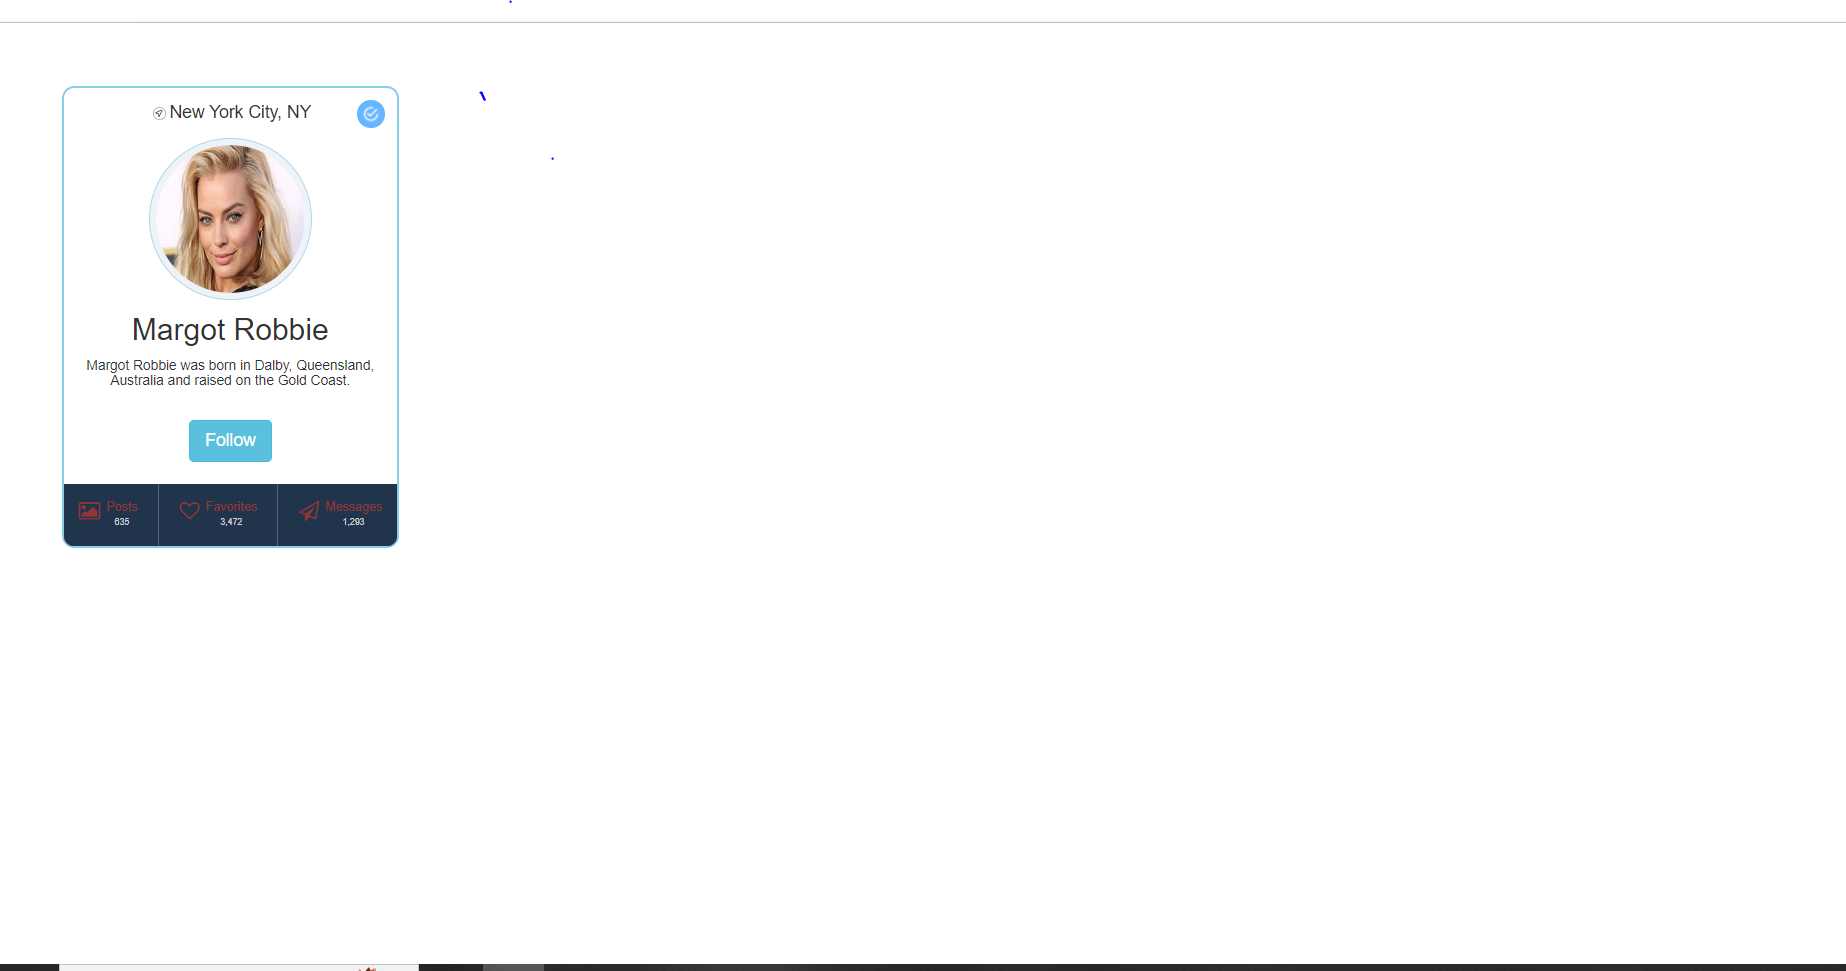 New York City, NY
Margot Robbie
Margot Robbie was born in Dalby, Queensland,
Australia and raised on the Gold Coast.
Follow
Posts
635
Favorites
3,472
Messages
1,293